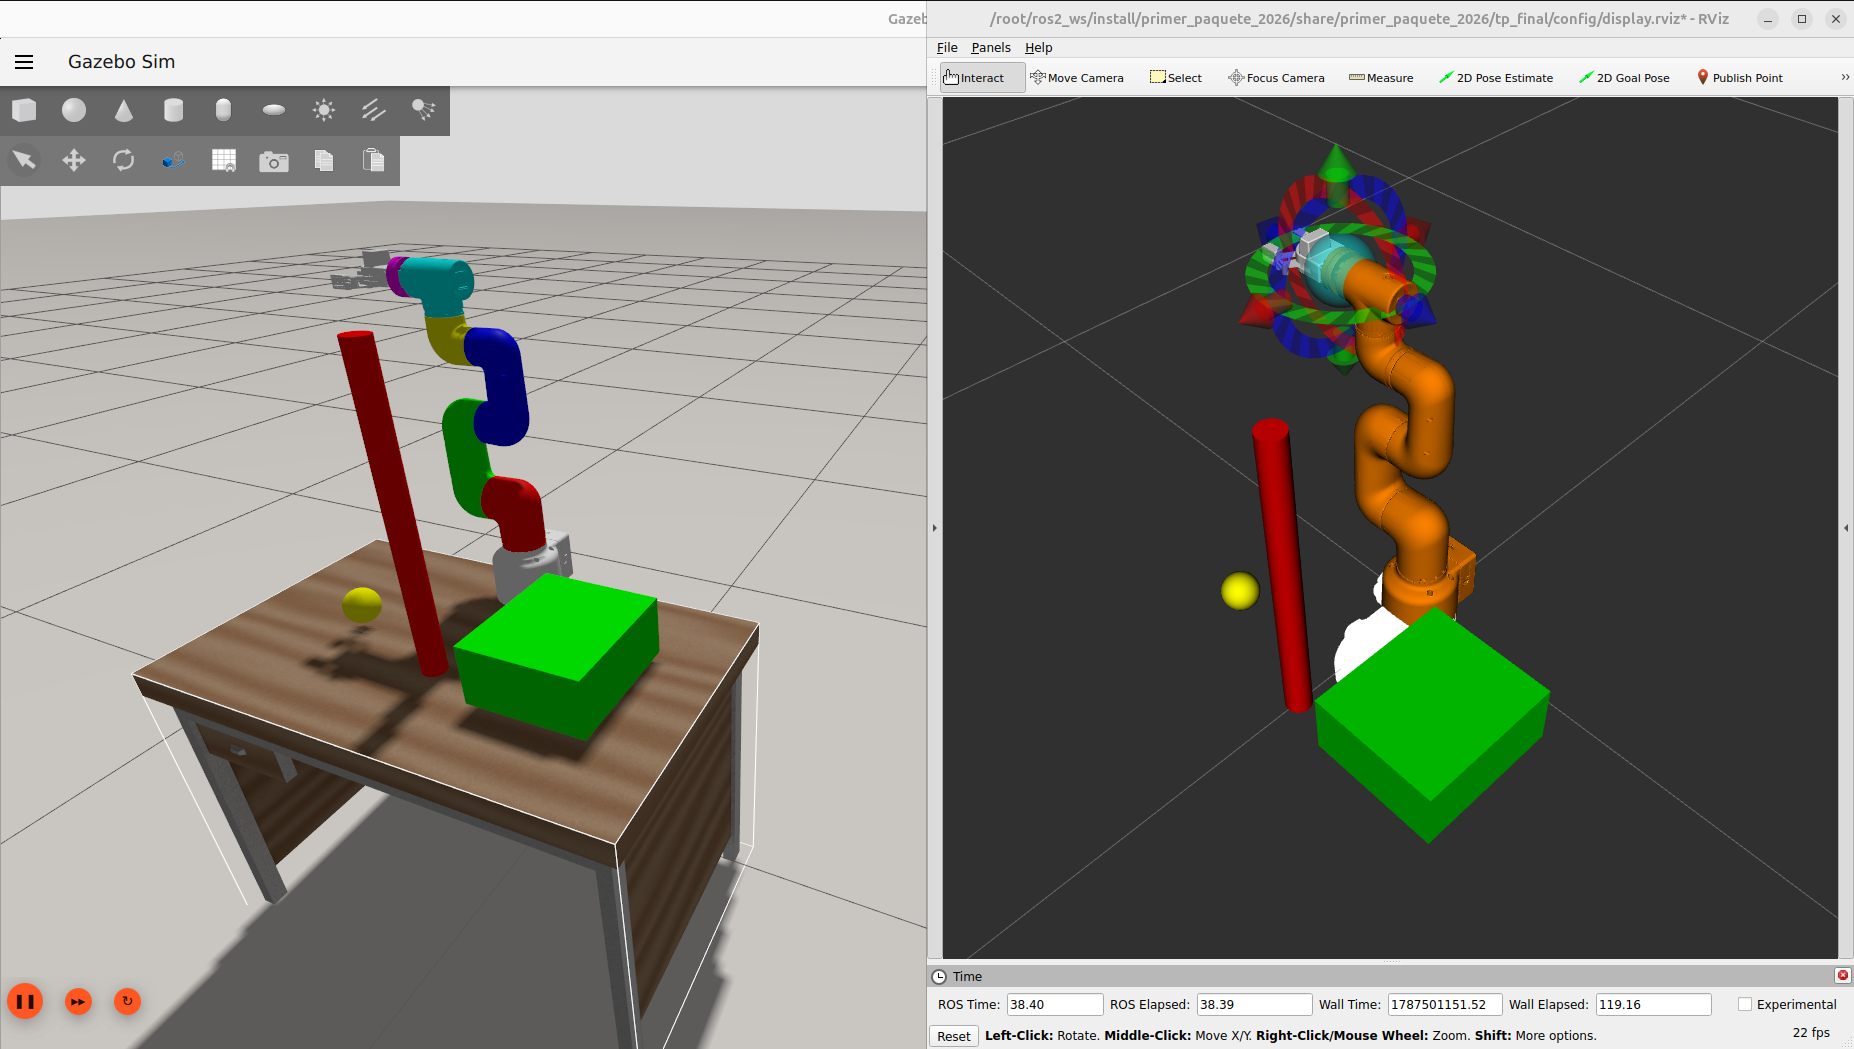 Gazeb
/root/ros2_ws/install/primer_paquete_2026/share/primer_paquete_2026/tp_final/config/display.rviz* - RViz
Gazebo Sim
File Panels Help
Interact Move Camera Select Focus Camera Measure 2D Pose Estimate 2D Goal Pose Publish Point
Time
ROS Time: 38.40 ROS Elapsed: 38.39 Wall Time: 1787501151.52 Wall Elapsed: 119.16 Experimental
Reset Left-Click: Rotate. Middle-Click: Move X/Y. Right-Click/Mouse Wheel: Zoom. Shift: More options. 22 fps